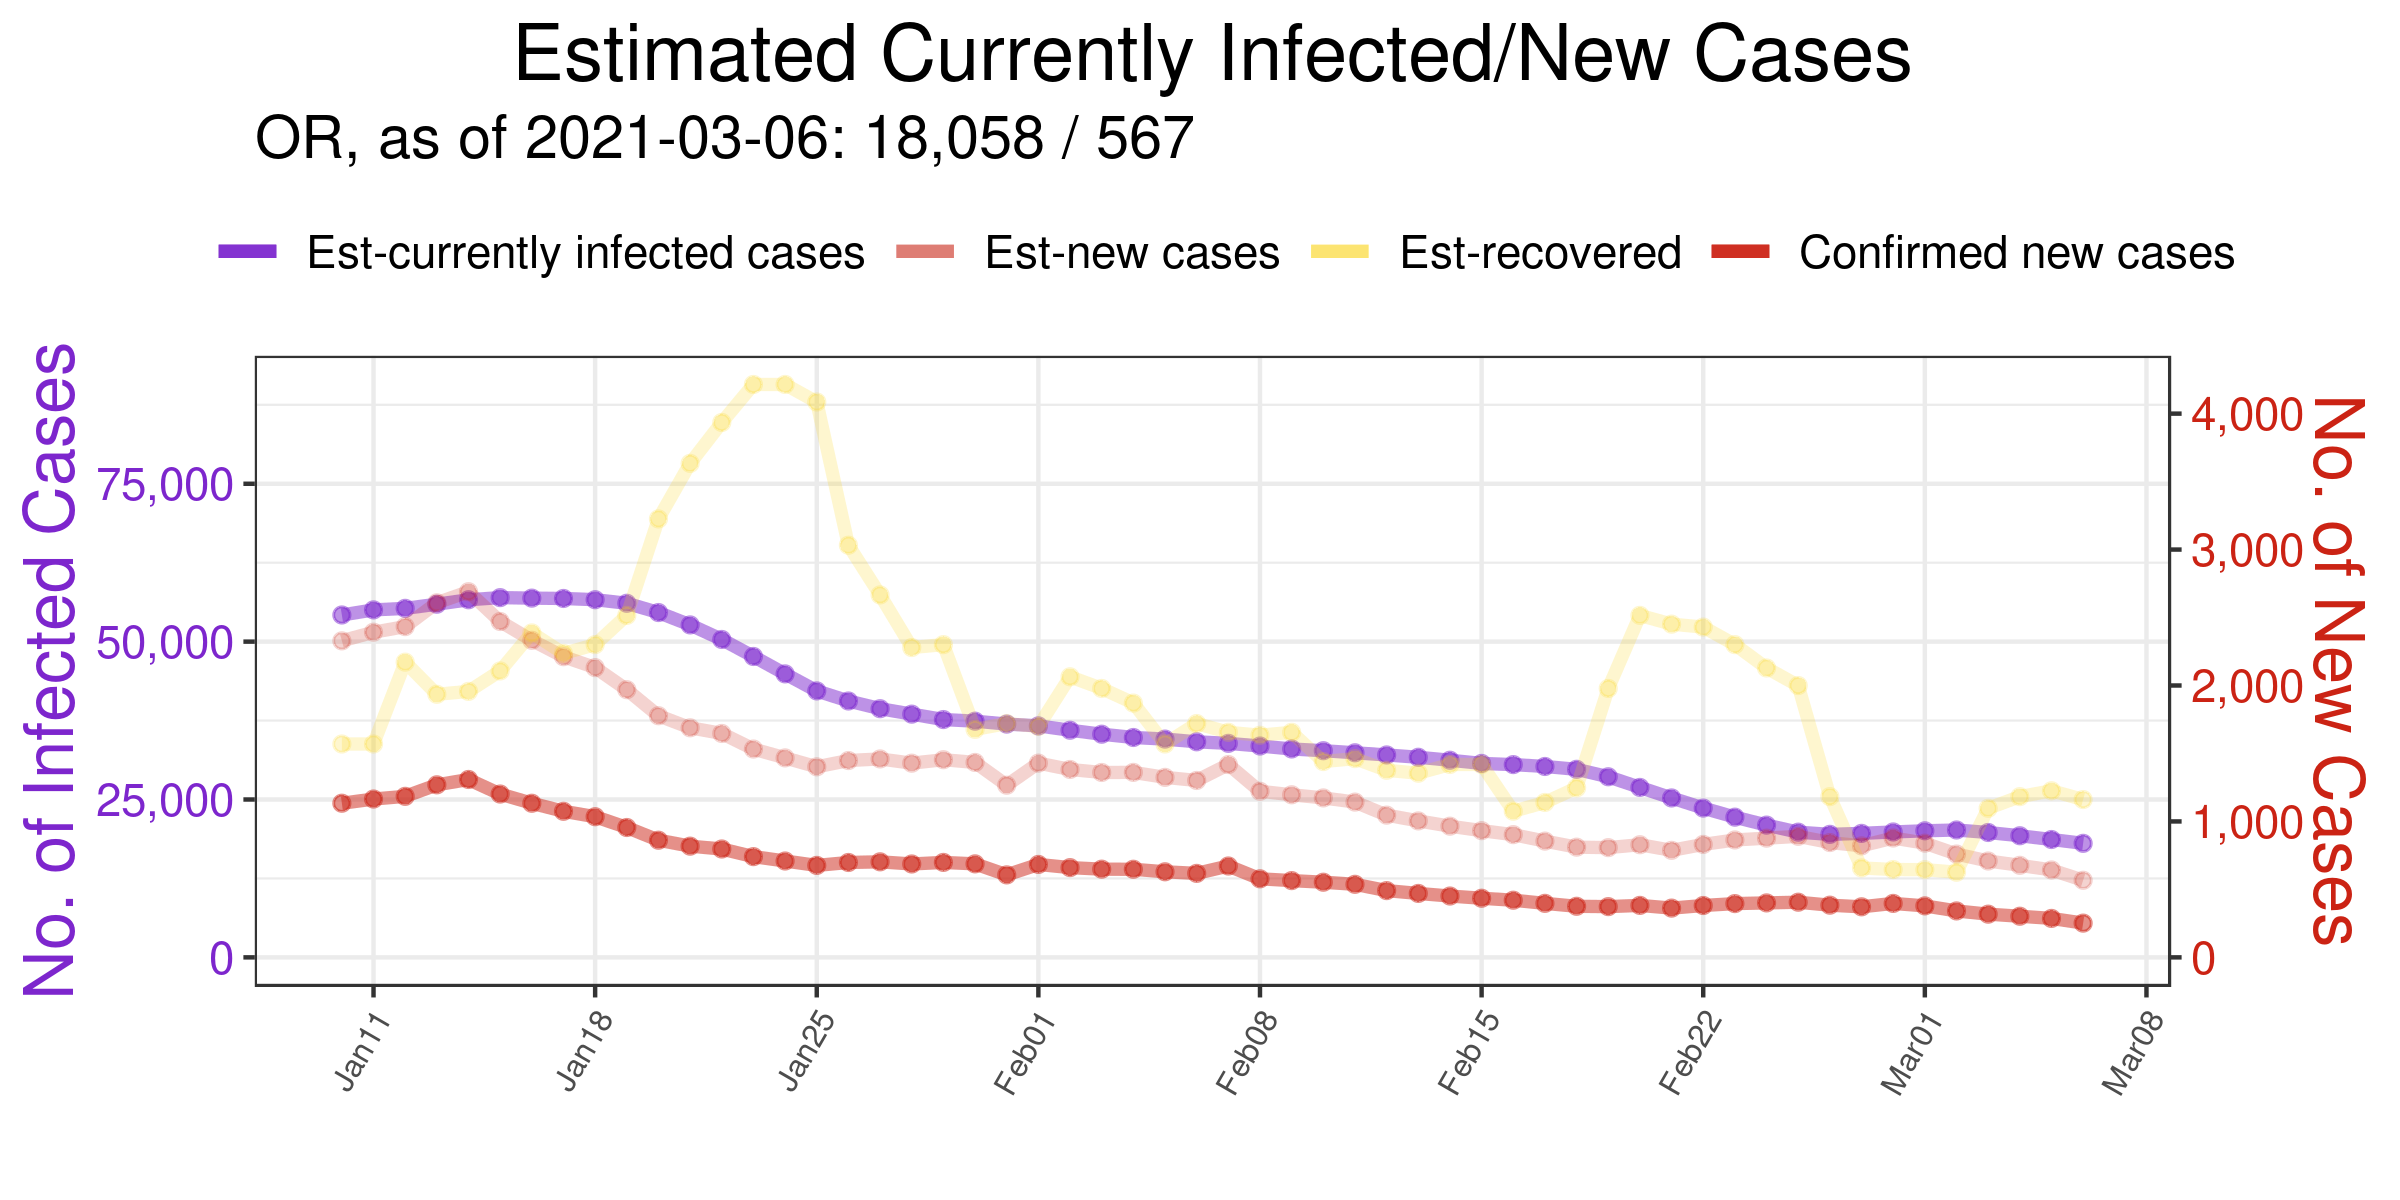 Estimated Currently Infected/New Cases
OR, as of 2021-03-06: 18,058 / 567
Est-currently infected cases Est-new cases Est-recovered Confirmed new cases
No. of Infected Cases
75,000
50,000
25,000
0
4,000
3,000
2,000
1,000
0
No. of New Cases
Jan11 Jan18 Jan25 Feb01 Feb08 Feb15 Feb22 Mar01 Mar08